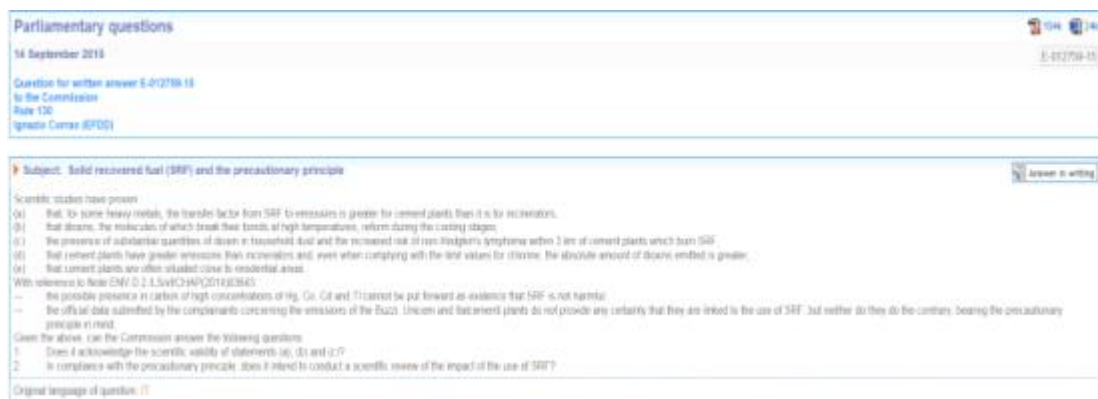 Parliamentary questions
14 September 2015
E-012759-15
Question for written answer E-012759-15
to the Commission
Rule 130
Ignazio Corrao (EFDD)
Subject: Solid recovered fuel (SRF) and the precautionary principle
Answer in writing
Scientific studies have proven
(a) that, for some heavy metals, the transfer factor from SRF to emissions is greater for cement plants than it is for incinerators,
(b) that dioxins, the molecules of which break their bonds at high temperatures, reform during the cooling stages;
(c) the presence of substantial quantities of dioxin in household dust and the increased risk of non-Hodgkin's lymphoma within 3 km of cement plants which burn SRF
(d) that cement plants have greater emissions than incinerators and, even when complying with the limit values for chlorine, the absolute amount of dioxins emitted is greater;
(e) that cement plants are often situated close to residential areas.
With reference to Note ENV.D.2
— the possible presence in carbon of high concentrations of Hg, Co, Cd and Tl cannot be put forward as evidence that SRF is not harmful
— the official data submitted by the complainants concerning the emissions of the Buzzi Unicem and Italcementi plants do not provide any certainty that they are linked to the use of SRF, but neither do they do the contrary, bearing the precautionary
principle in mind.
Given the above, can the Commission answer the following questions:
1. Does it acknowledge the scientific validity of statements (a), (b) and (c)?
2. In compliance with the precautionary principle, does it intend to conduct a scientific review of the impact of the use of SRF?
Original language of question: IT